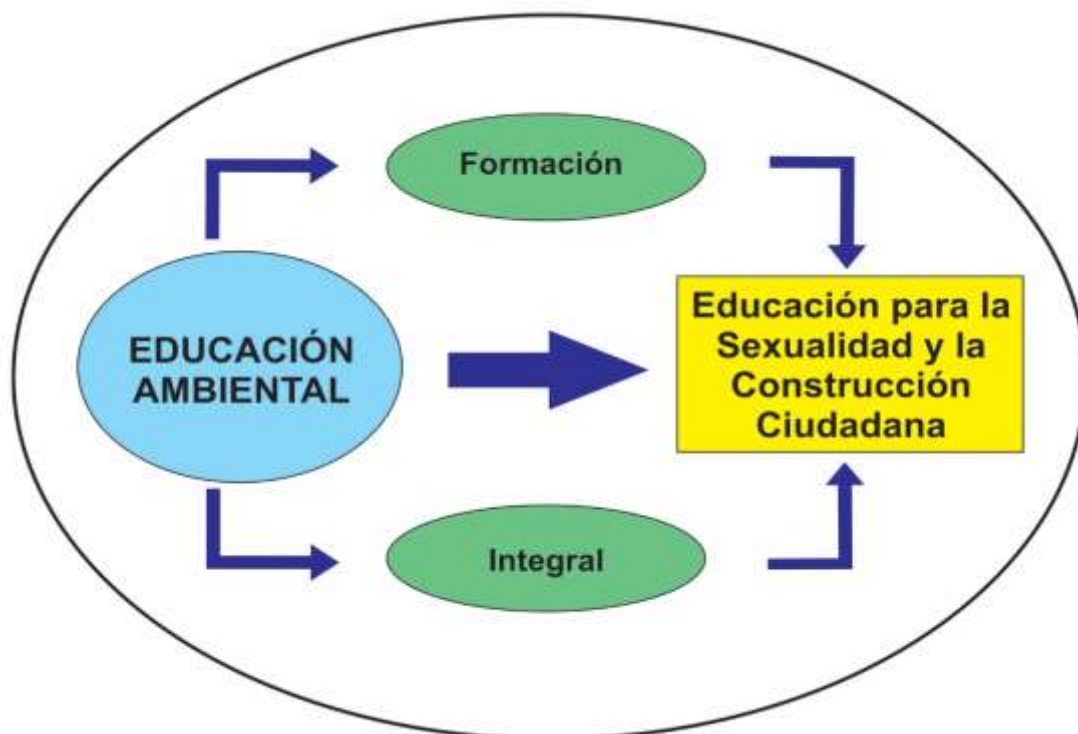 Formación
EDUCACIÓN
AMBIENTAL
Educación para la
Sexualidad y la
Construcción
Ciudadana
Integral